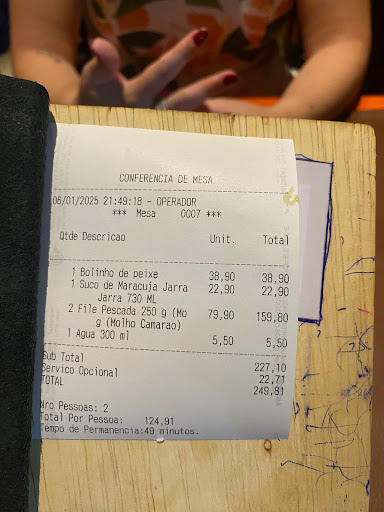 CONFERENCIA DE MESA
06/01/2025 21:49:18 - OPERADOR
*** Mesa 0007 ***
Qtde Descricao Unit. Total
1 Bolinho de peixe 38,90 38,90
1 Suco de Maracuja Jarra 22,90 22,90
Jarra 730 ML
2 File Pescada 250 g (Mo 79,90 159,80
g (Molho Camarao)
1 Agua 300 ml 5,50 5,50
Sub Total 227,10
Servico Opcional 22,71
TOTAL 249,81
Nro Pessoas: 2
Total Por Pessoa: 124,91
Tempo de Permanencia:49 minutos.